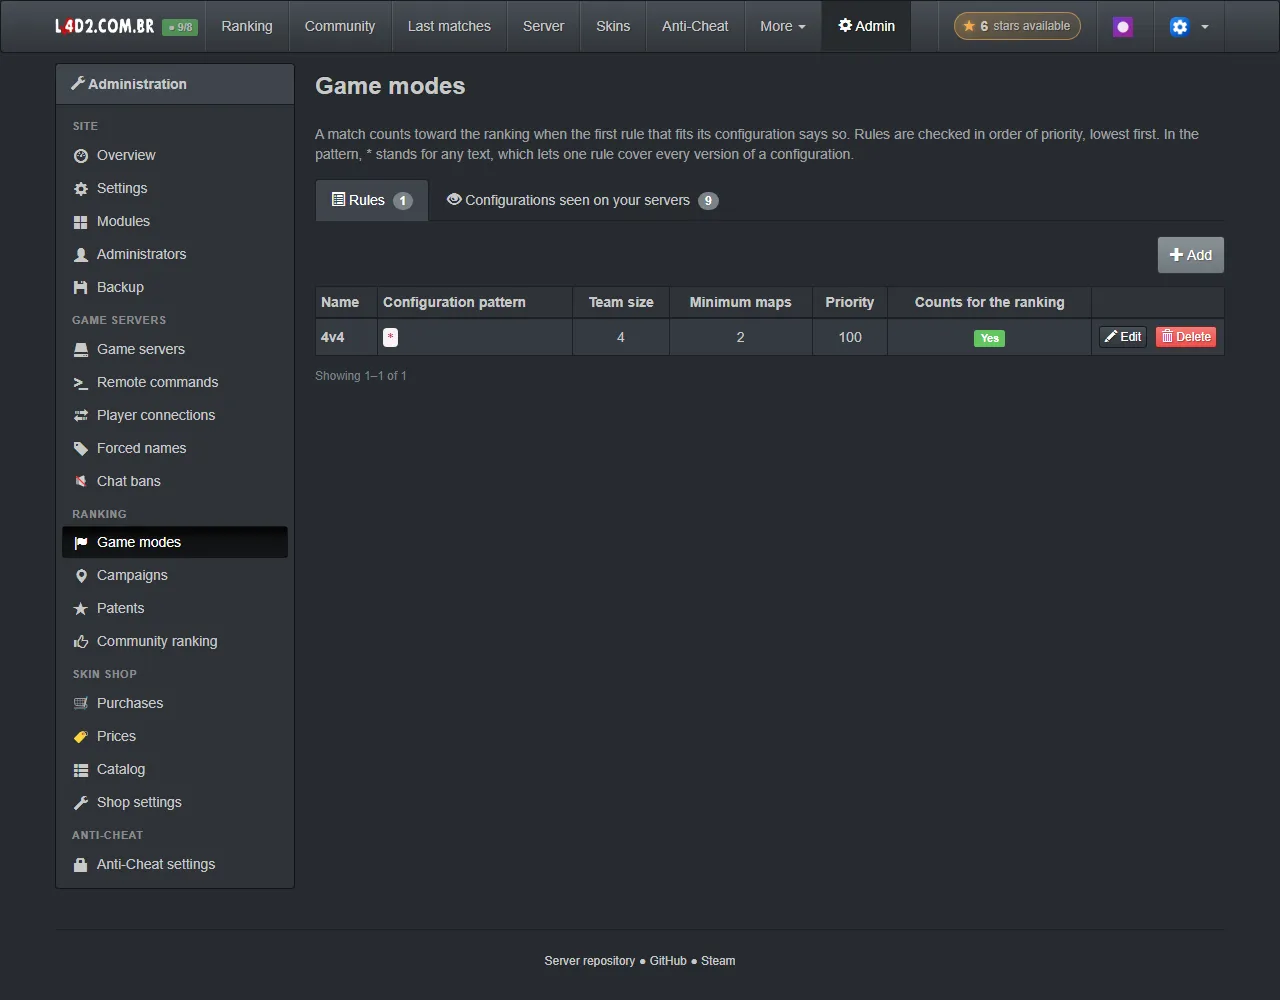 L4D2.COM.BR 9/8 Ranking Community Last matches Server Skins Anti-Cheat More Admin 6 stars available
Administration
SITE
Overview
Settings
Modules
Administrators
Backup
GAME SERVERS
Game servers
Remote commands
Player connections
Forced names
Chat bans
RANKING
Game modes
Campaigns
Patents
Community ranking
SKIN SHOP
Purchases
Prices
Catalog
Shop settings
ANTI-CHEAT
Anti-Cheat settings
Game modes
A match counts toward the ranking when the first rule that fits its configuration says so. Rules are checked in order of priority, lowest first. In the
pattern, * stands for any text, which lets one rule cover every version of a configuration.
Rules 1 Configurations seen on your servers 9
Add
Name Configuration pattern Team size Minimum maps Priority Counts for the ranking
4v4 * 4 2 100 Yes Edit Delete
Showing 1–1 of 1
Server repository ● GitHub ● Steam